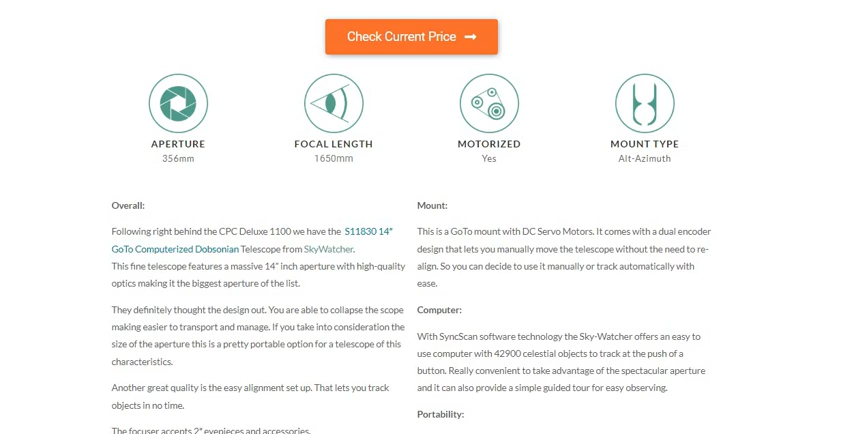 Check Current Price
APERTURE
356mm
FOCAL LENGTH
1650mm
MOTORIZED
Yes
MOUNT TYPE
Alt-Azimuth
Overall:
Following right behind the CPC Deluxe 1100 we have the S11830 14"
GoTo Computerized Dobsonian Telescope from SkyWatcher.
This fine telescope features a massive 14" inch aperture with high-quality
optics making it the biggest aperture of the list.
They definitely thought the design out. You are able to collapse the scope
making easier to transport and manage. If you take into consideration the
size of the aperture this is a pretty portable option for a telescope of this
characteristics.
Another great quality is the easy alignment set up. That lets you track
objects in no time.
The focuser accepts 2" eyepieces and accessories.
Mount:
This is a GoTo mount with DC Servo Motors. It comes with a dual encoder
design that lets you manually move the telescope without the need to re-
align. So you can decide to use it manually or track automatically with
ease.
Computer:
With SyncScan software technology the Sky-Watcher offers an easy to
use computer with 42900 celestial objects to track at the push of a
button. Really convenient to take advantage of the spectacular aperture
and it can also provide a simple guided tour for easy observing.
Portability: